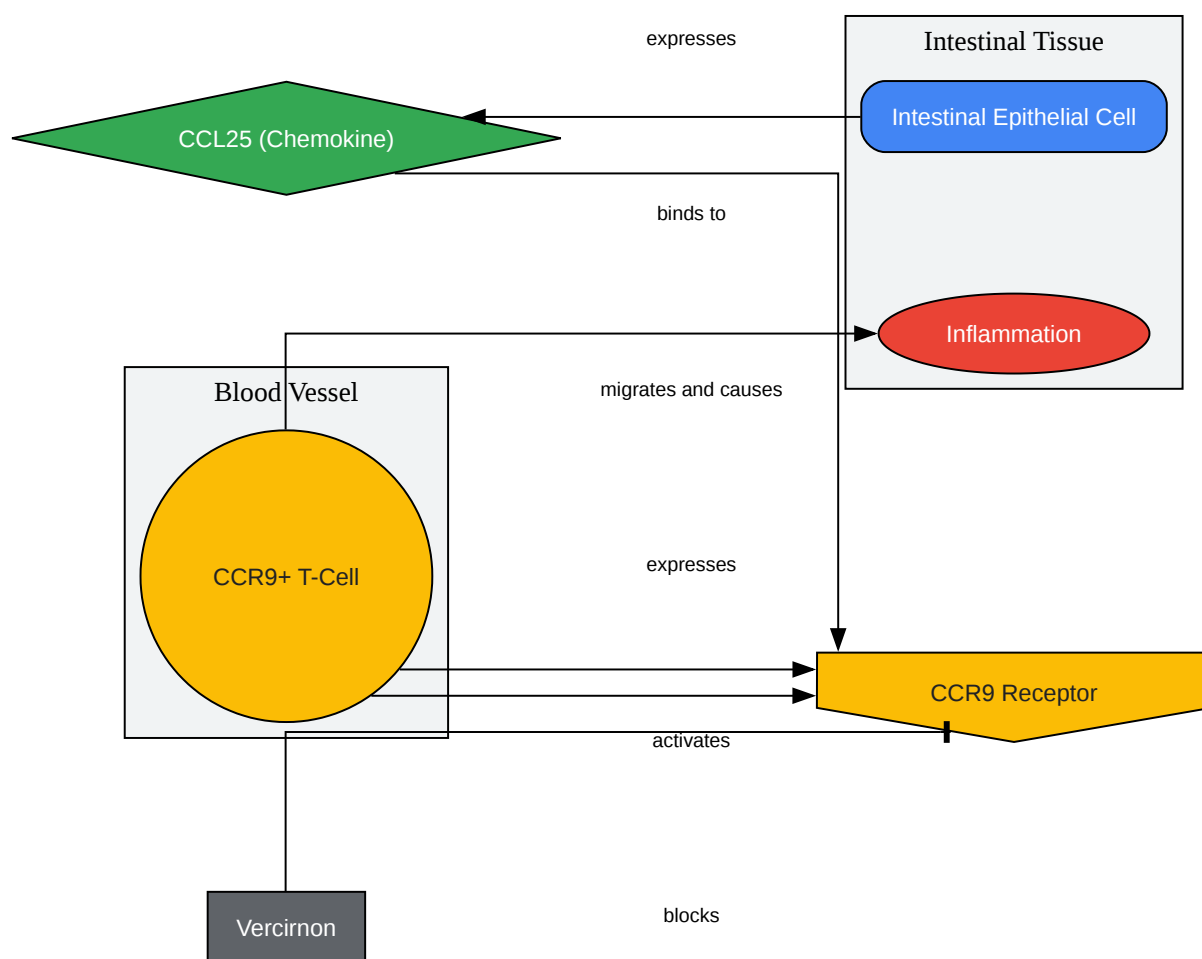 expresses
Intestinal Tissue
Intestinal Epithelial Cell
CCL25 (Chemokine)
binds to
Inflammation
migrates and causes
Blood Vessel
CCR9+ T-Cell
expresses
CCR9 Receptor
activates
Vercirnon
blocks